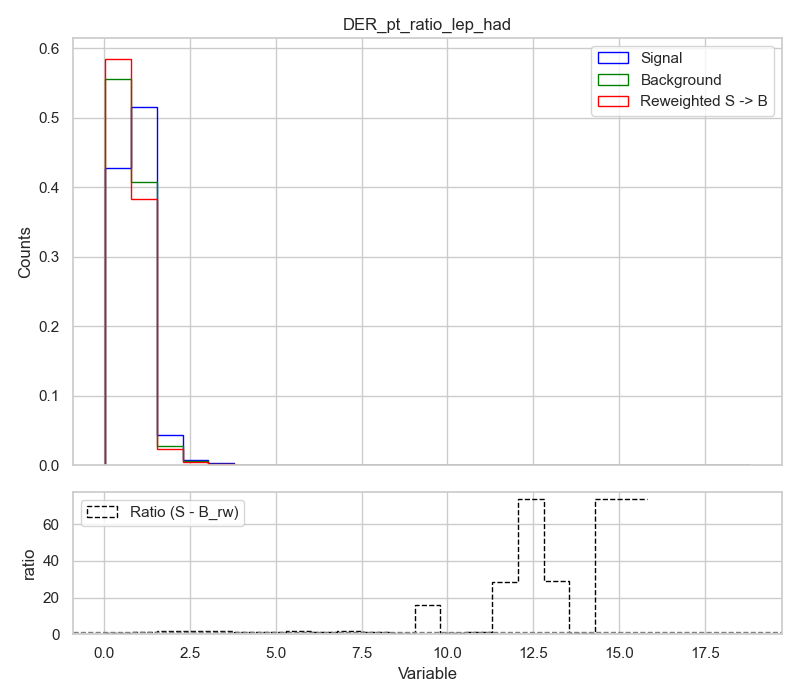 DER_pt_ratio_lep_had
Signal
Background
Reweighted S -> B
0.6
0.5
0.4
0.3
0.2
0.1
0.0
Counts
Ratio (S - B_rw)
60
40
20
0
ratio
0.0 2.5 5.0 7.5 10.0 12.5 15.0 17.5
Variable